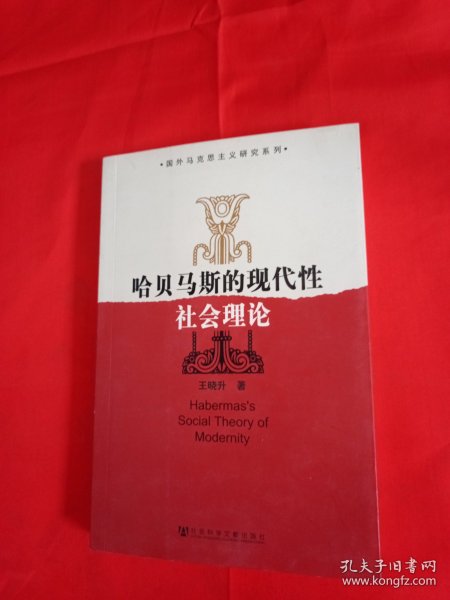 •国外马克思主义研究系列•
哈贝马斯的现代性
社会理论
王晓升 著
Habermas's
Social Theory of
Modernity
社会科学文献出版社
孔夫子旧书网
www.kongfz.com